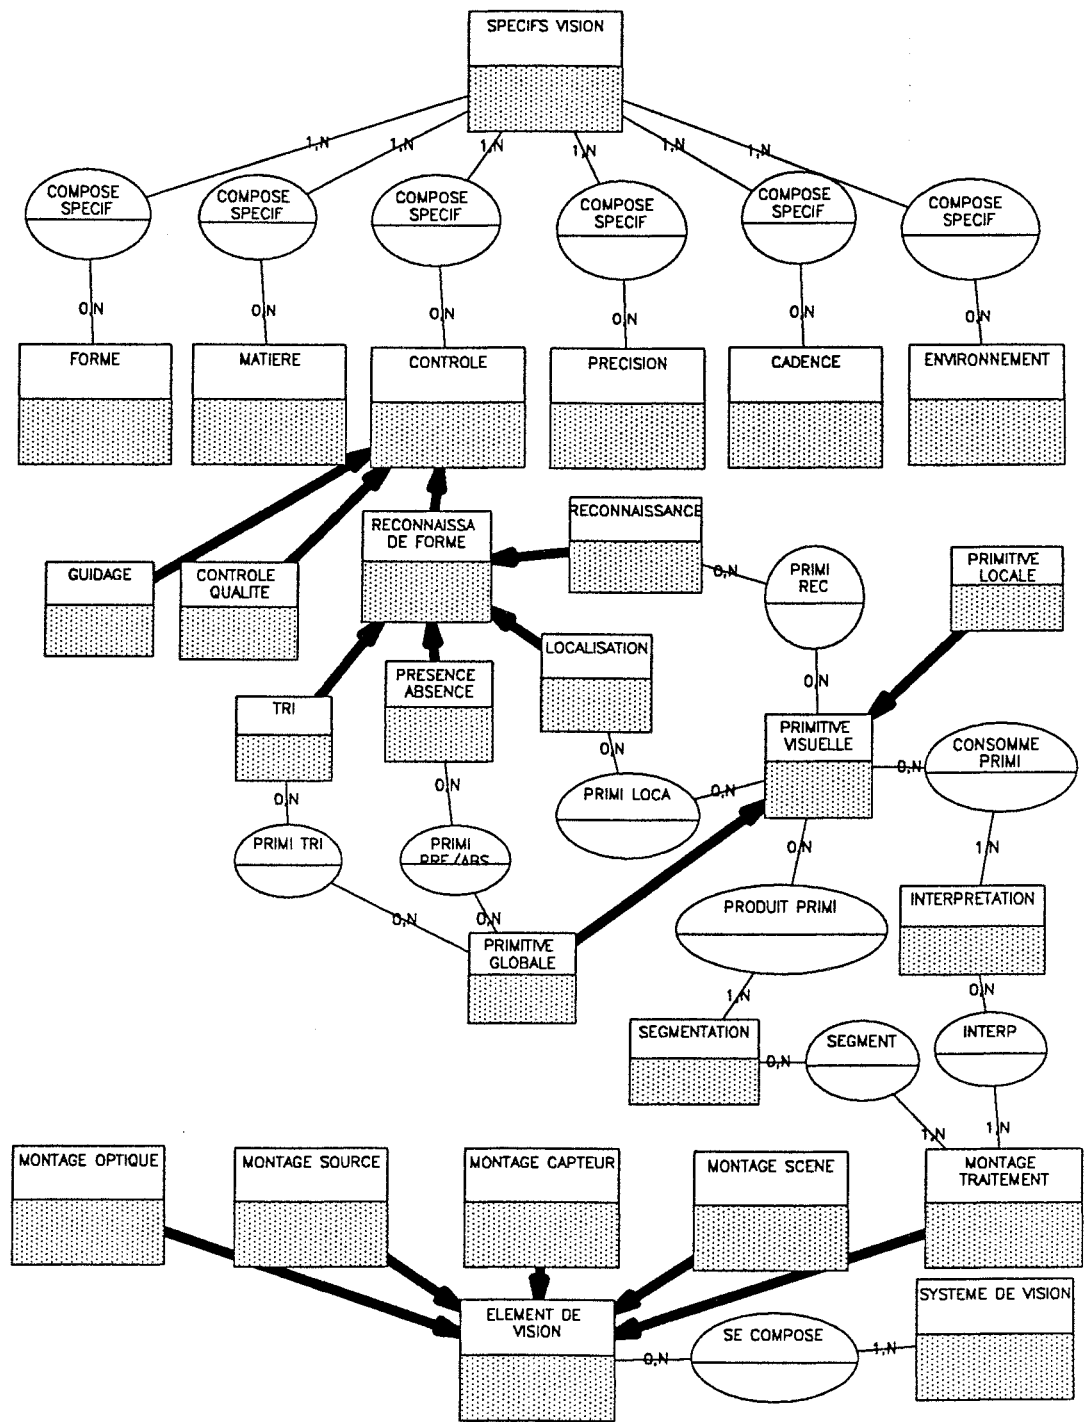 SPECIFS VISION
1,N
1,N
1,N
1,N
1,N
1,N
COMPOSE
SPECIF
COMPOSE
SPECIF
COMPOSE
SPECIF
COMPOSE
SPECIF
COMPOSE
SPECIF
COMPOSE
SPECIF
0,N
0,N
0,N
0,N
0,N
0,N
FORME
MATIERE
CONTROLE
PRECISION
CADENCE
ENVIRONNEMENT
RECONNAISSA
DE FORME
RECONNAISSANCE
GUIDAGE
CONTROLE
QUALITE
0,N
PRIMI
REC
PRIMITIVE
LOCALE
LOCALISATION
PRESENCE
ABSENCE
TRI
0,N
PRIMITIVE
VISUELLE
CONSOMME
PRIMI
0,N
0,N
0,N
0,N
0,N
PRIMI LOCA
PRIMI TRI
PRIMI
PRE/ABS
0,N
1,N
PRODUIT PRIMI
INTERPRETATION
0,N
0,N
PRIMITIVE
GLOBALE
1,N
0,N
SEGMENTATION
0,N
SEGMENT
INTERP
1,N
1,N
MONTAGE OPTIQUE
MONTAGE SOURCE
MONTAGE CAPTEUR
MONTAGE SCENE
MONTAGE
TRAITEMENT
ELEMENT DE
VISION
0,N
SE COMPOSE
1,N
SYSTEME DE VISION